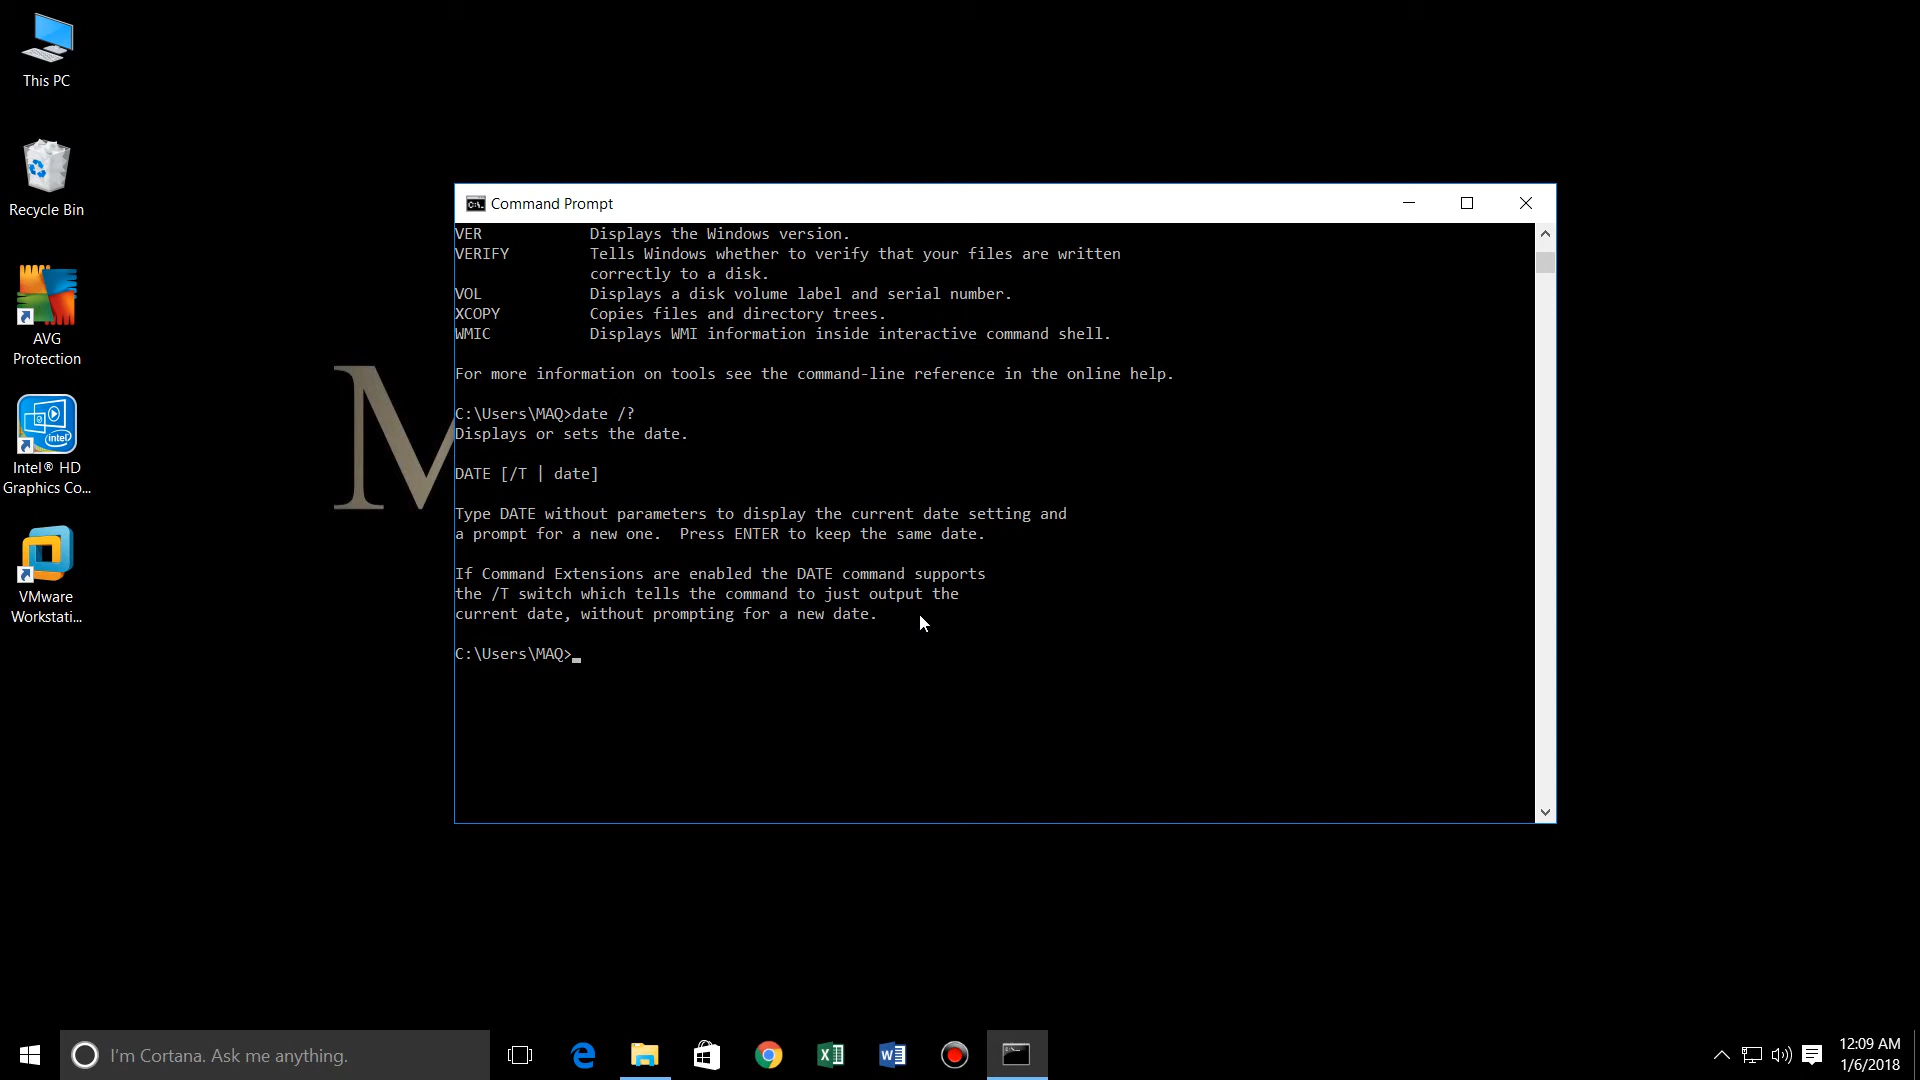 This PC
Recycle Bin
AVG
Protection
intel
Intel® HD
Graphics Co...
VMware
Workstati...
M
Command Prompt
VER Displays the Windows version.
VERIFY Tells Windows whether to verify that your files are written
correctly to a disk.
VOL Displays a disk volume label and serial number.
XCOPY Copies files and directory trees.
WMIC Displays WMI information inside interactive command shell.
For more information on tools see the command-line reference in the online help.
C:\Users\MAQ>date /?
Displays or sets the date.
DATE [/T | date]
Type DATE without parameters to display the current date setting and
a prompt for a new one.  Press ENTER to keep the same date.
If Command Extensions are enabled the DATE command supports
the /T switch which tells the command to just output the
current date, without prompting for a new date.
C:\Users\MAQ>
I'm Cortana. Ask me anything.
12:09 AM
1/6/2018